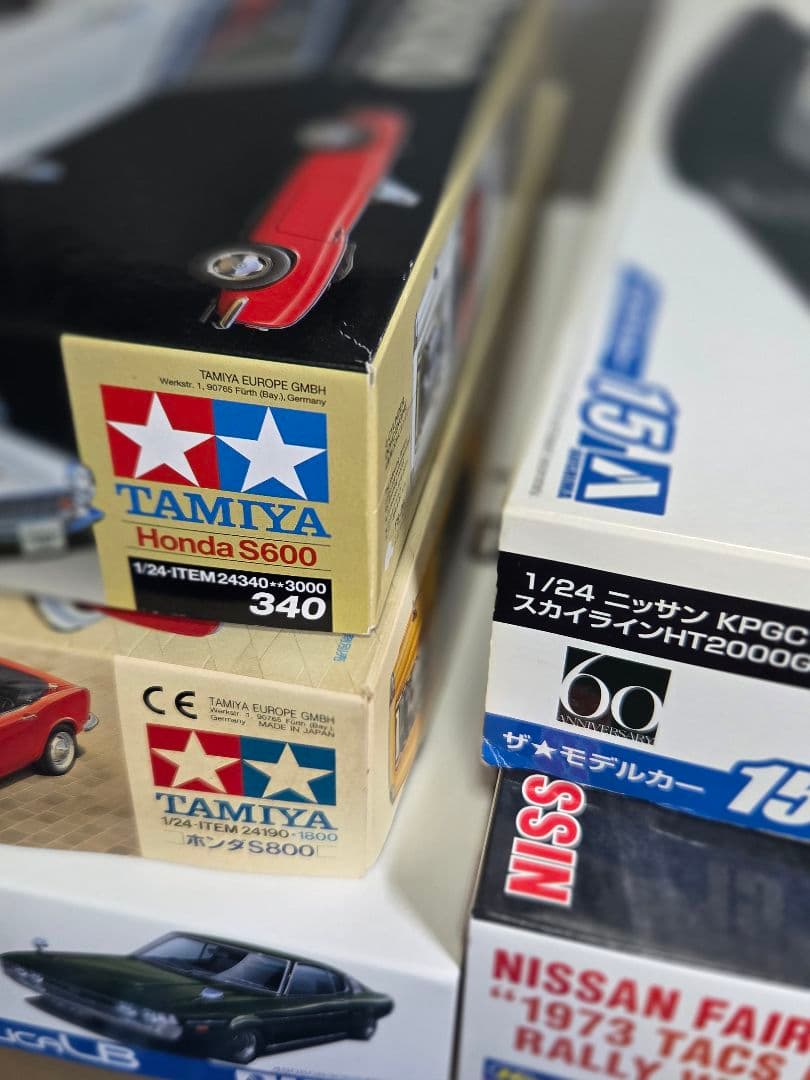 TAMIYA EUROPE GMBH
Werkstr. 1, 90765 Fürth (Bay.), Germany
TAMIYA
Honda S600
1/24·ITEM 24340**3000
340
CE TAMIYA EUROPE GMBH
Werkstr. 1, 90765 Fürth (Bay.)
Germany MADE IN JAPAN
TAMIYA
1/24·ITEM 24190·1800
ホンダS800
LB
15
A
1/24 ニッサン KPGC
スカイラインHT2000G
60
ANNIVERSARY
ザ★モデルカー 15
NISS
NISSAN FAIR
"1973 TACS
RALLY